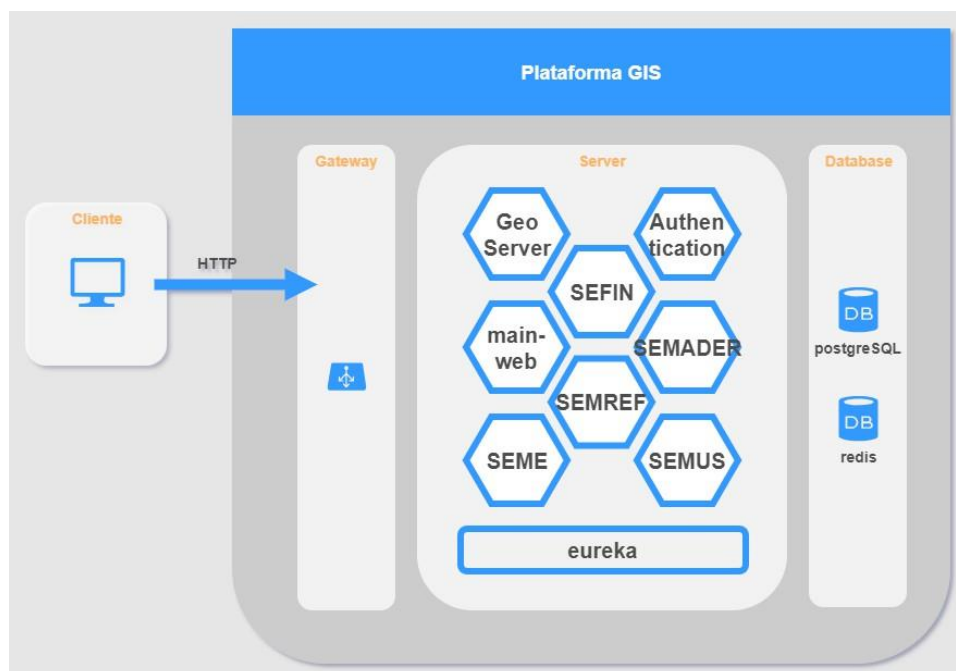 Plataforma GIS
Gateway
Server
Database
Cliente
HTTP
Geo
Server
Authen
tication
SEFIN
main-
web
SEMADER
SEMREF
SEME
SEMUS
eureka
DB
postgreSQL
DB
redis